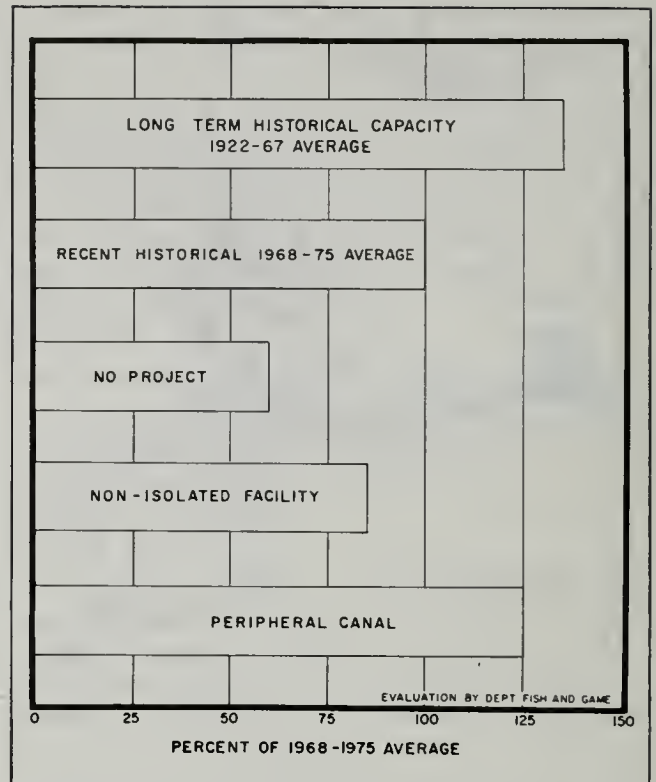 LONG TERM HISTORICAL CAPACITY
1922-67 AVERAGE
RECENT HISTORICAL 1968-75 AVERAGE
NO PROJECT
NON-ISOLATED FACILITY
PERIPHERAL CANAL
EVALUATION BY DEPT FISH AND GAME
0 25 50 75 100 125 150
PERCENT OF 1968-1975 AVERAGE